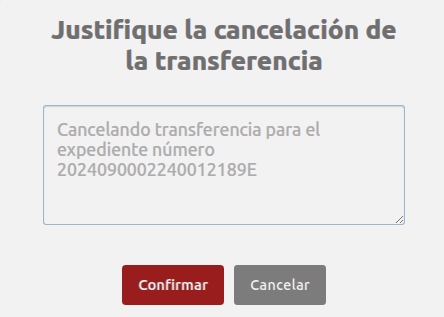 Justifique la cancelación de
la transferencia
Cancelando transferencia para el
expediente número
2024090002240012189E
Confirmar
Cancelar